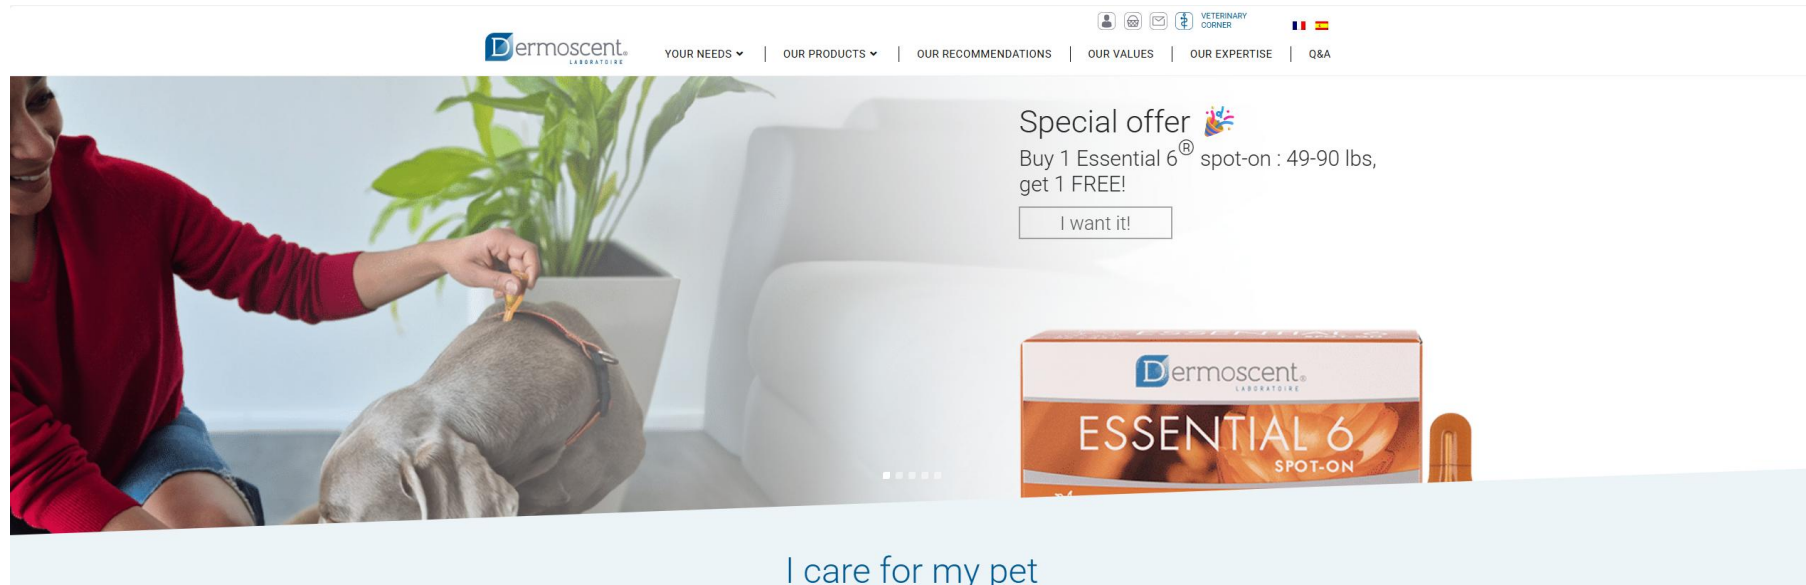 VETERINARY
CORNER
Dermoscent®
LABORATOIRE
YOUR NEEDS
OUR PRODUCTS
OUR RECOMMENDATIONS
OUR VALUES
OUR EXPERTISE
Q&A
Special offer 🎉
Buy 1 Essential 6® spot-on : 49-90 lbs,
get 1 FREE!
I want it!
Dermoscent®
LABORATOIRE
ESSENTIAL 6
SPOT-ON
I care for my pet